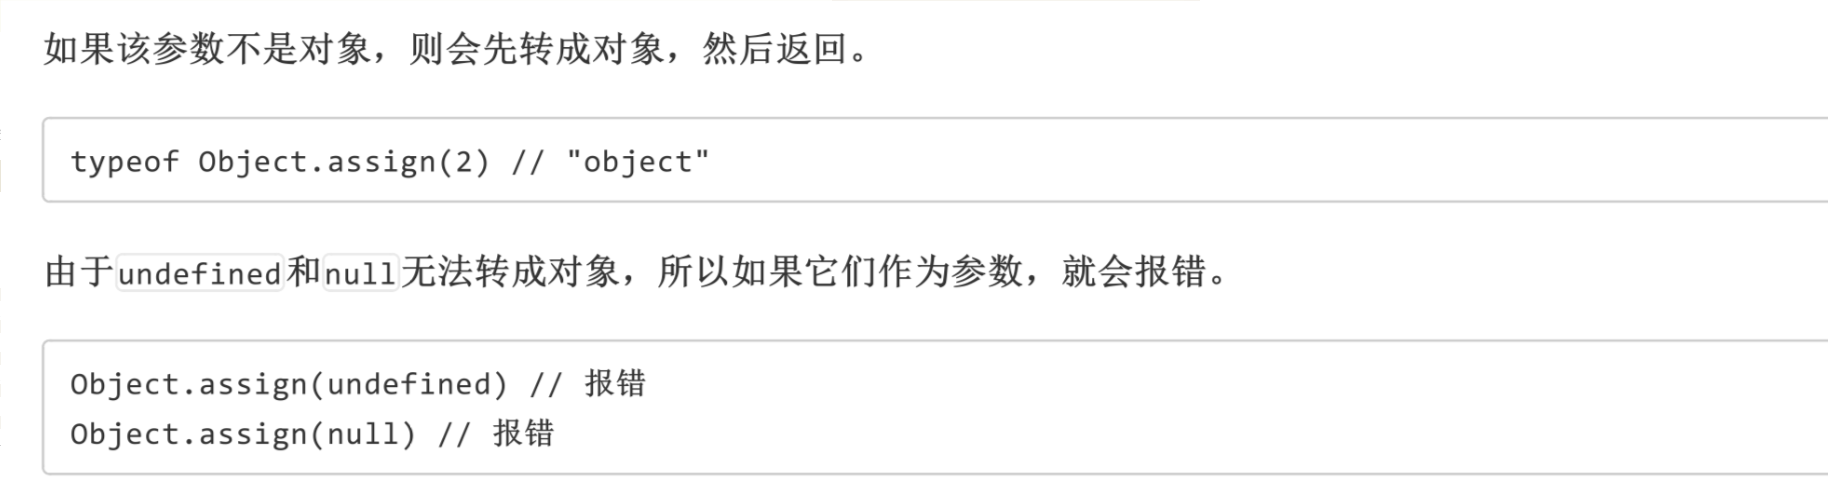 如果该参数不是对象，则会先转成对象，然后返回。
typeof Object.assign(2) // "object"
由于undefined和null无法转成对象，所以如果它们作为参数，就会报错。
Object.assign(undefined) // 报错
Object.assign(null) // 报错